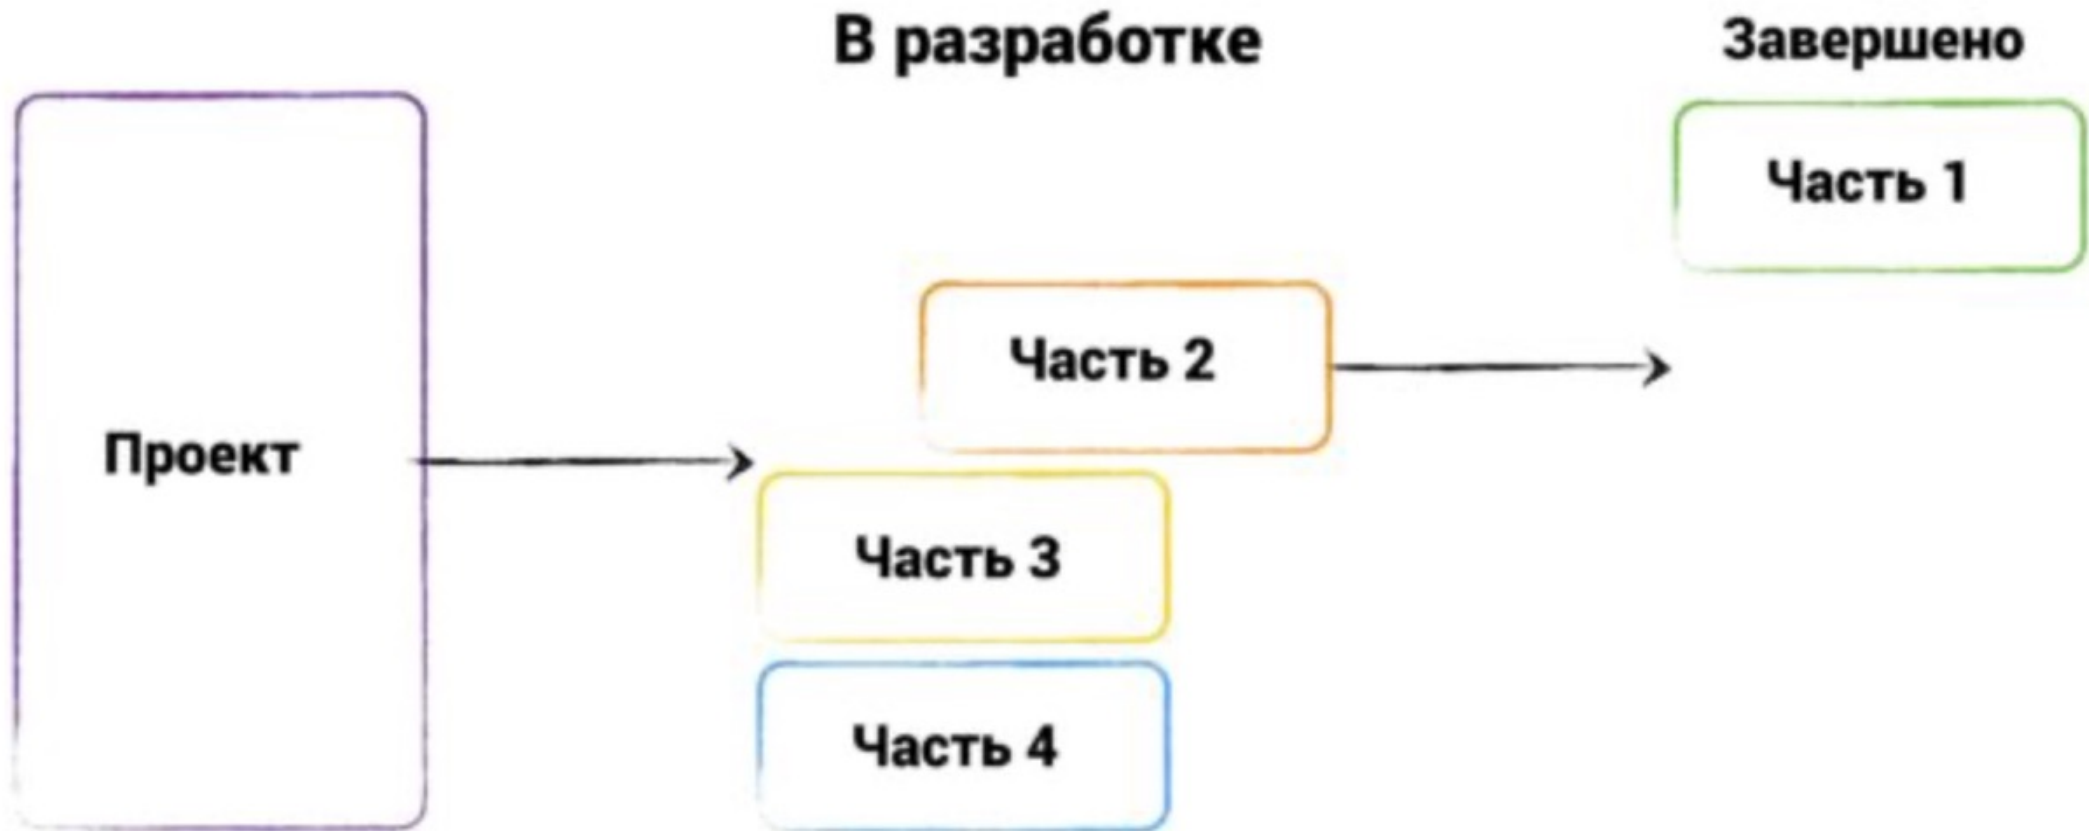 В разработке
Завершено
Часть 1
Часть 2
Проект
Часть 3
Часть 4